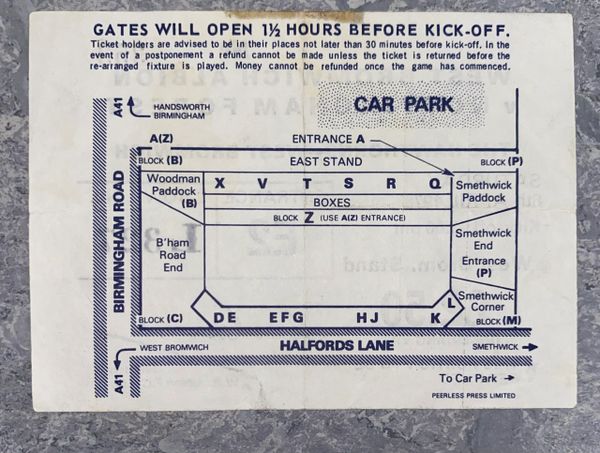 GATES WILL OPEN 1½ HOURS BEFORE KICK-OFF.
Ticket holders are advised to be in their places not later than 30 minutes before kick-off. In the
event of a postponement a refund cannot be made unless the ticket is returned before the
re-arranged fixture is played. Money cannot be refunded once the game has commenced.
A41
HANDSWORTH
BIRMINGHAM
CAR PARK
A(Z)
ENTRANCE A
BLOCK (B)
EAST STAND
BLOCK (P)
Woodman
Paddock
(B)
X V T S R Q
Smethwick
Paddock
BOXES
BLOCK Z (USE A(Z) ENTRANCE)
BIRMINGHAM ROAD
B'ham
Road
End
Smethwick
End
Entrance
(P)
Smethwick
Corner
L
BLOCK (C)
DE EFG HJ K
BLOCK (M)
A41
WEST BROMWICH
HALFORDS LANE
SMETHWICK
To Car Park
PEERLESS PRESS LIMITED